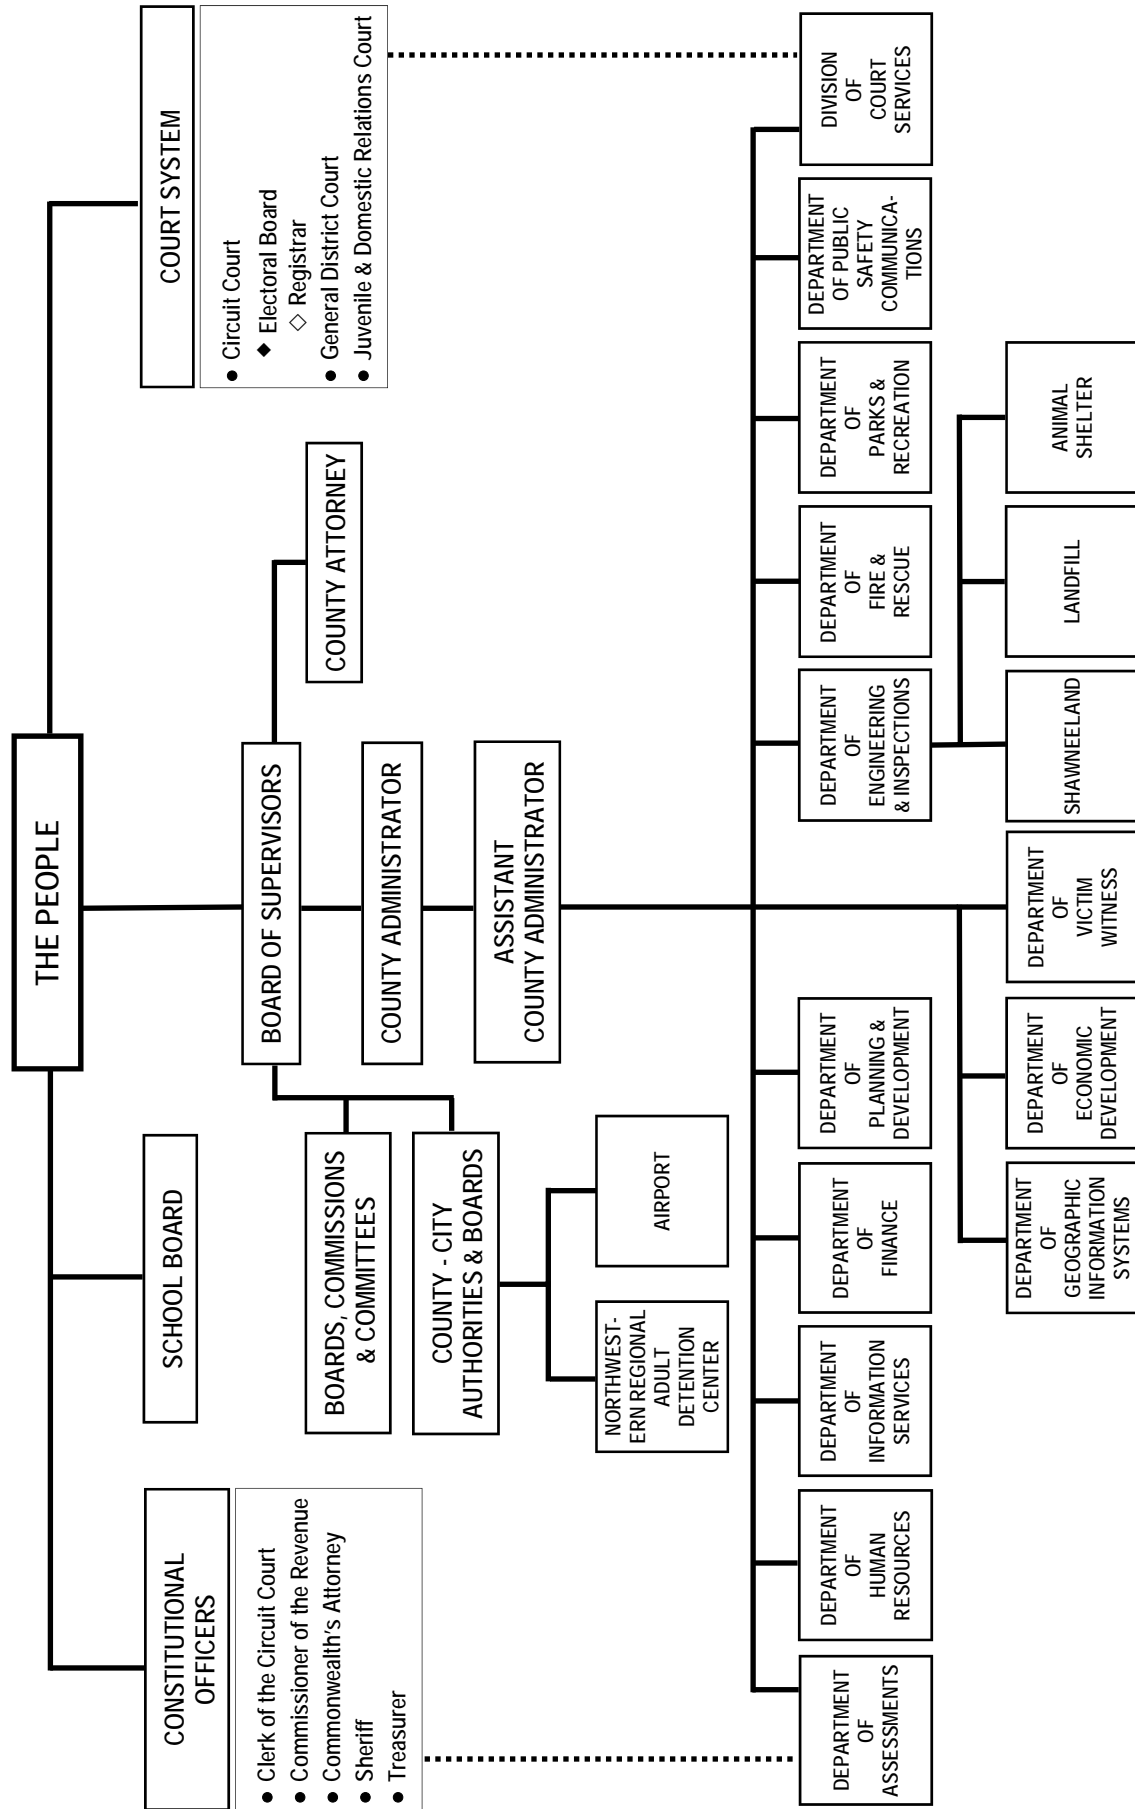 THE PEOPLE
CONSTITUTIONAL
OFFICERS
● Clerk of the Circuit Court
● Commissioner of the Revenue
● Commonwealth's Attorney
● Sheriff
● Treasurer
SCHOOL BOARD
COURT SYSTEM
● Circuit Court
◆ Electoral Board
◇ Registrar
● General District Court
● Juvenile & Domestic Relations Court
BOARD OF SUPERVISORS
COUNTY ATTORNEY
BOARDS, COMMISSIONS
& COMMITTEES
COUNTY - CITY
AUTHORITIES & BOARDS
NORTHWEST-
ERN REGIONAL
ADULT
DETENTION
CENTER
AIRPORT
COUNTY ADMINISTRATOR
ASSISTANT
COUNTY ADMINISTRATOR
DEPARTMENT
OF
ASSESSMENTS
DEPARTMENT
OF
HUMAN
RESOURCES
DEPARTMENT
OF
INFORMATION
SERVICES
DEPARTMENT
OF
FINANCE
DEPARTMENT
OF
PLANNING &
DEVELOPMENT
DEPARTMENT
OF
ENGINEERING
& INSPECTIONS
DEPARTMENT
OF
FIRE &
RESCUE
DEPARTMENT
OF
PARKS &
RECREATION
DEPARTMENT
OF PUBLIC
SAFETY
COMMUNICA-
TIONS
DIVISION
OF
COURT
SERVICES
DEPARTMENT
OF
GEOGRAPHIC
INFORMATION
SYSTEMS
DEPARTMENT
OF
ECONOMIC
DEVELOPMENT
DEPARTMENT
OF
VICTIM
WITNESS
SHAWNEELAND
LANDFILL
ANIMAL
SHELTER